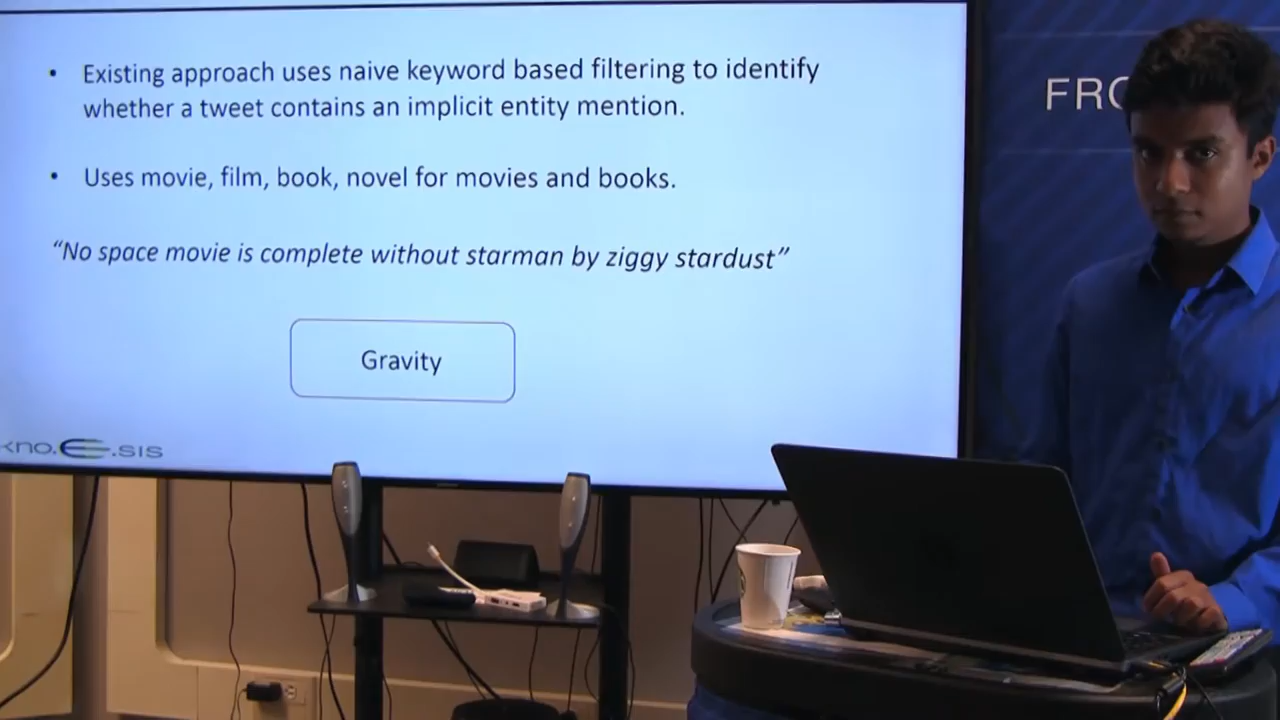 • Existing approach uses naive keyword based filtering to identify
whether a tweet contains an implicit entity mention.
• Uses movie, film, book, novel for movies and books.
“No space movie is complete without starman by ziggy stardust”
Gravity
kno.e.sis
FRO